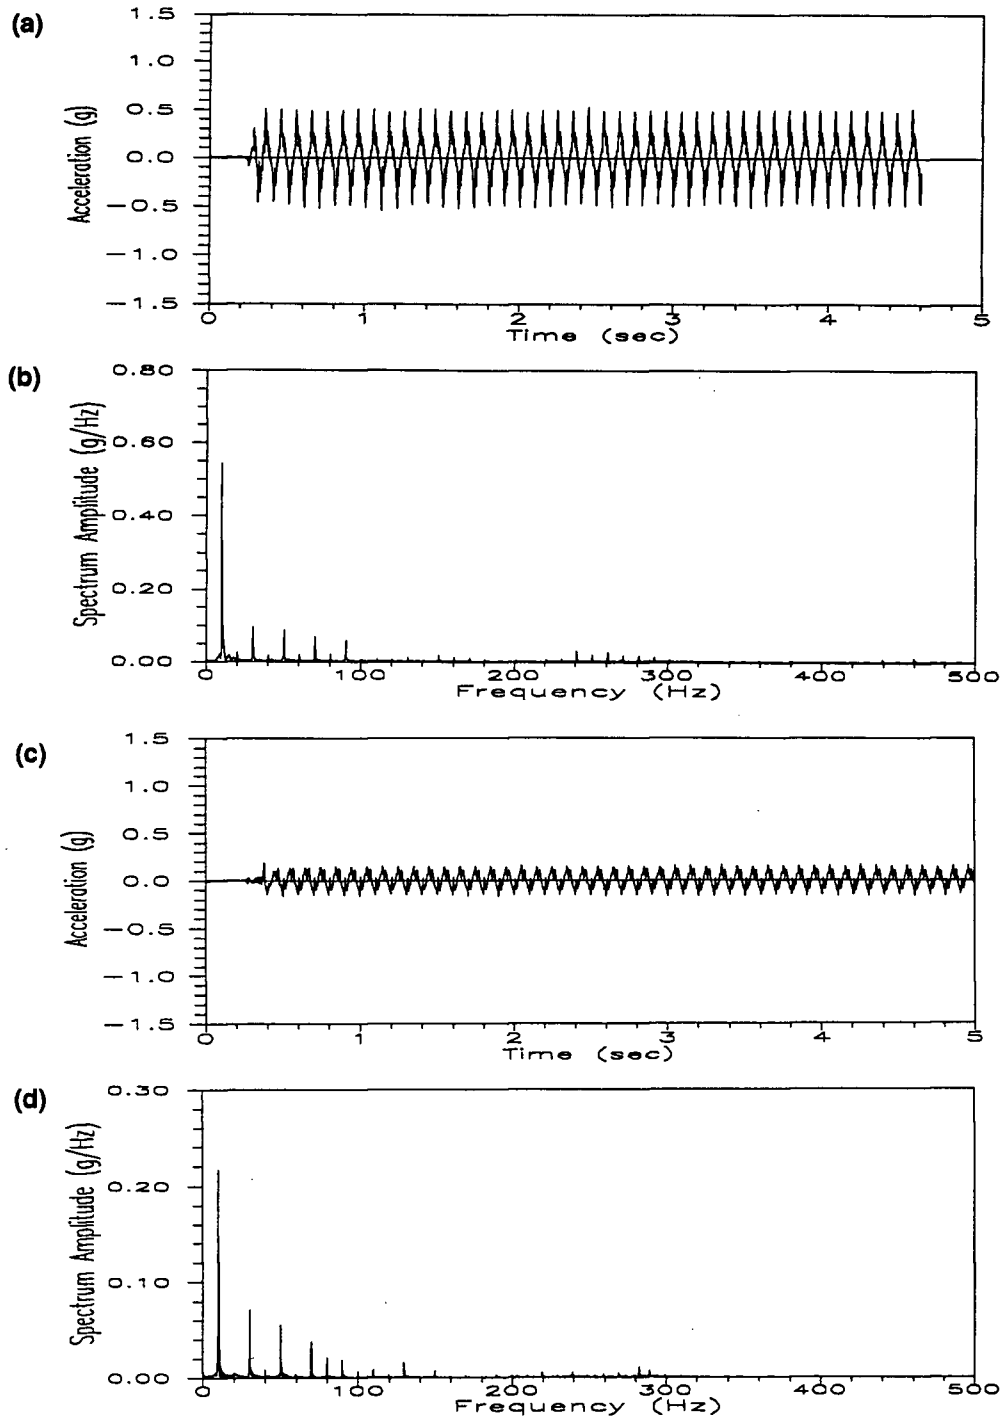 (a)
1.5
1.0
0.5
0.0
−0.5
−1.0
−1.5
Acceleration (g)
0 1 2 3 4 5
Time (sec)
(b)
0.80
0.60
0.40
0.20
0.00
Spectrum Amplitude (g/Hz)
0 100 200 300 400 500
Frequency (Hz)
(c)
1.5
1.0
0.5
0.0
−0.5
−1.0
−1.5
Acceleration (g)
0 1 2 3 4 5
Time (sec)
(d)
0.30
0.20
0.10
0.00
Spectrum Amplitude (g/Hz)
0 100 200 300 400 500
Frequency (Hz)